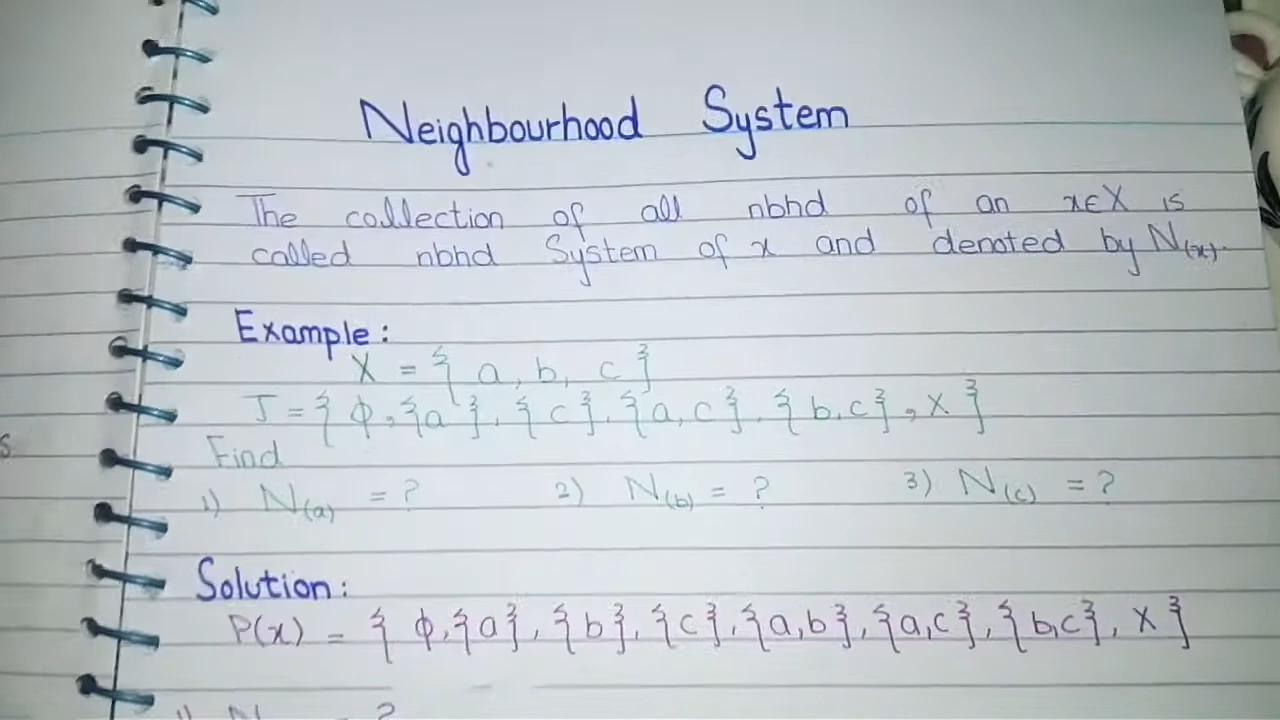 Neighbourhood System
The collection of all nbhd of an x∈X is
called nbhd System of x and denoted by N(x).
Example:
X = { a, b, c }
J = { ϕ, {a}, {c}, {a, c}, {b, c}, X }
Find
1) N(a) = ? 2) N(b) = ? 3) N(c) = ?
Solution:
P(x) = { ϕ, {a}, {b}, {c}, {a, b}, {a, c}, {b, c}, X }